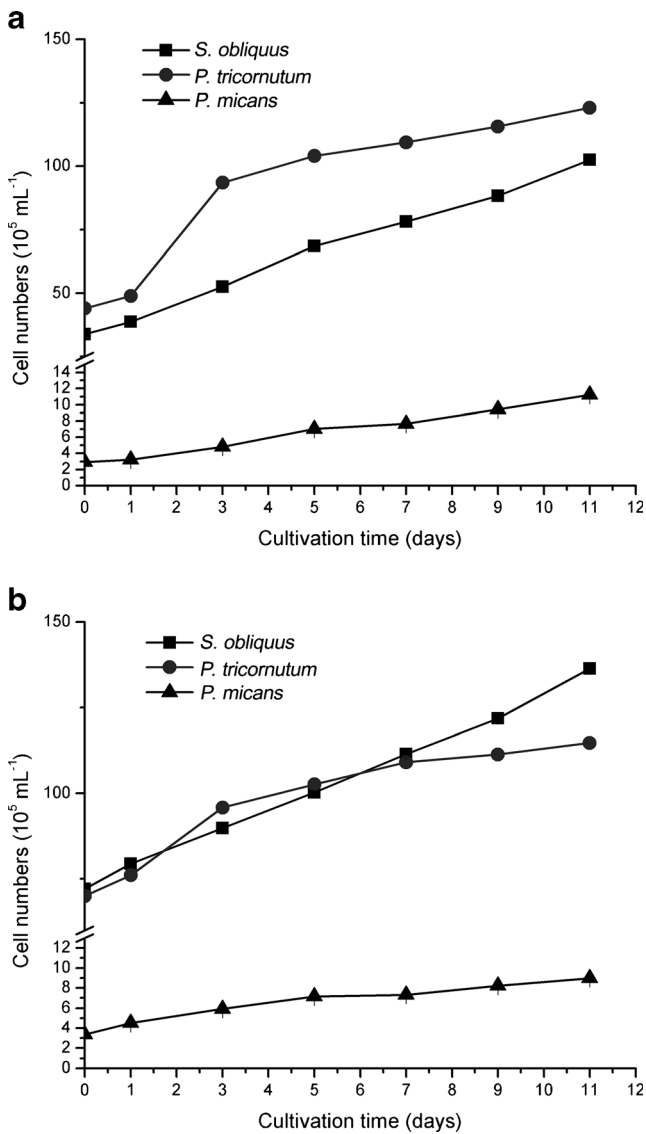 a
150
100
50
14
12
10
8
6
4
2
0
Cell numbers (10⁵ mL⁻¹)
S. obliquus
P. tricornutum
P. micans
0 1 2 3 4 5 6 7 8 9 10 11 12
Cultivation time (days)
b
150
100
12
10
8
6
4
2
0
Cell numbers (10⁵ mL⁻¹)
S. obliquus
P. tricornutum
P. micans
0 1 2 3 4 5 6 7 8 9 10 11 12
Cultivation time (days)